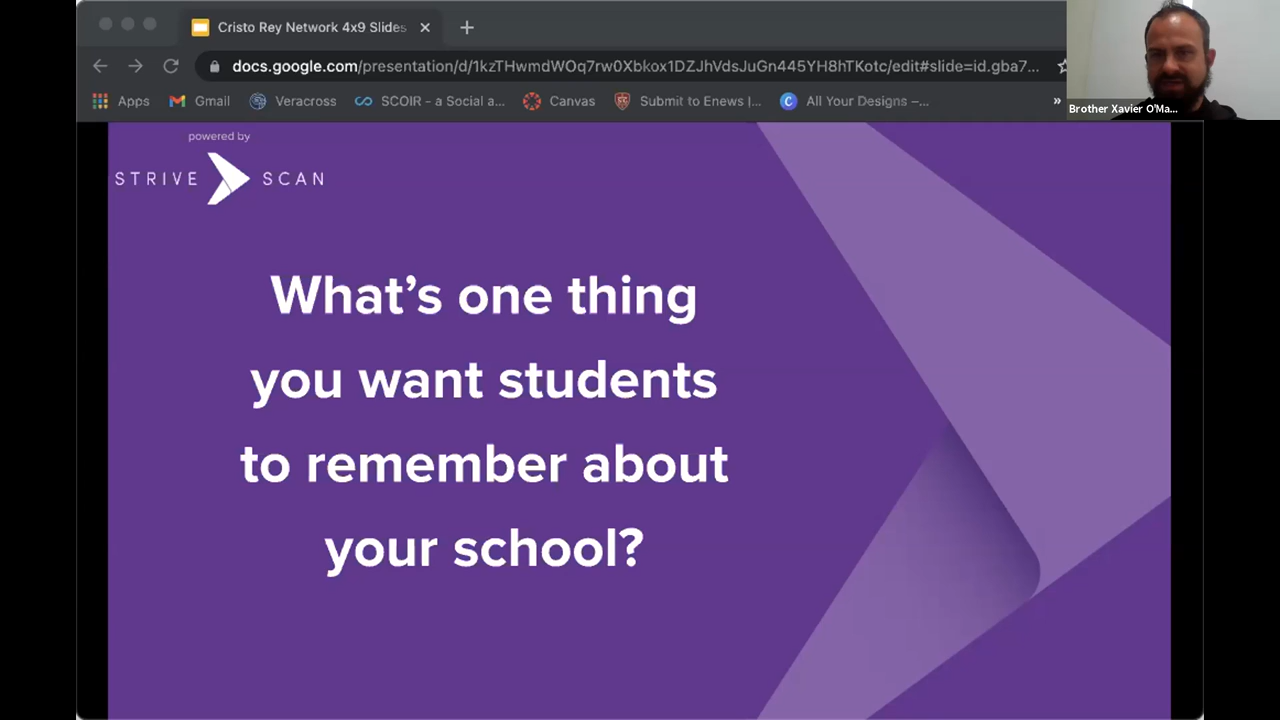 Cristo Rey Network 4x9 Slides
docs.google.com/presentation/d/1kzTHwmdWOq7rw0Xbkox1DZJhVdsJuGn445YH8hTKotc/edit#slide=id.gba7...
Apps Gmail Veracross SCOIR - a Social a... Canvas Submit to Enews |... All Your Designs –... »
Brother Xavier O'Ma...
powered by
STRIVE SCAN
What's one thing
you want students
to remember about
your school?